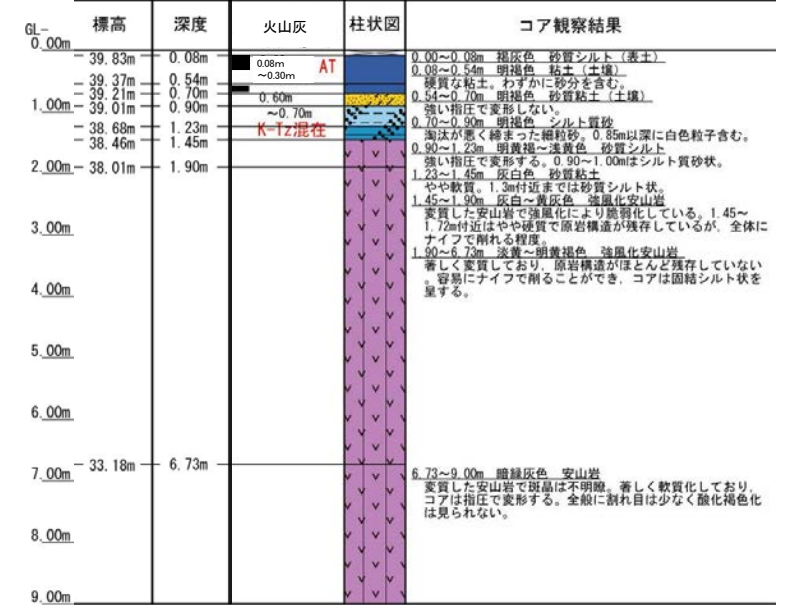 標高 深度 火山灰 柱状図 コア観察結果
GL-
0.00m
39.83m 0.08m
0.08m
～0.30m
AT
39.37m 0.54m
39.21m 0.70m
0.60m
～0.70m
1.00m 39.01m 0.90m
K-Tz混在
38.68m 1.23m
38.46m 1.45m
2.00m 38.01m 1.90m
3.00m
4.00m
5.00m
6.00m
33.18m 6.73m
7.00m
8.00m
9.00m
0.00～0.08m 褐灰色 砂質シルト（表土）
0.08～0.54m 明褐色 粘土（土壌）
硬質な粘土。わずかに砂分を含む。
0.54～0.70m 明褐色 砂質粘土（土壌）
強い指圧で変形しない。
0.70～0.90m 明褐色 シルト質砂
淘汰が悪く締まった細粒砂。0.85m以深に白色粒子含む。
0.90～1.23m 明黄褐～浅黄色 砂質シルト
強い指圧で変形する。0.90～1.00mはシルト質砂状。
1.23～1.45m 灰白色 砂質粘土
やや軟質。1.3m付近までは砂質シルト状。
1.45～1.90m 灰白～黄灰色 強風化安山岩
変質した安山岩で強風化により脆弱化している。1.45～
1.72m付近はやや硬質で原岩構造が残存しているが、全体に
ナイフで削れる程度。
1.90～6.73m 淡黄～明黄褐色 強風化安山岩
著しく変質しており、原岩構造がほとんど残存していない
。容易にナイフで削ることができ、コアは固結シルト状を
呈する。
6.73～9.00m 暗緑灰色 安山岩
変質した安山岩で斑晶は不明瞭。著しく軟質化しており、
コアは指圧で変形する。全般に割れ目は少なく酸化褐色化
は見られない。